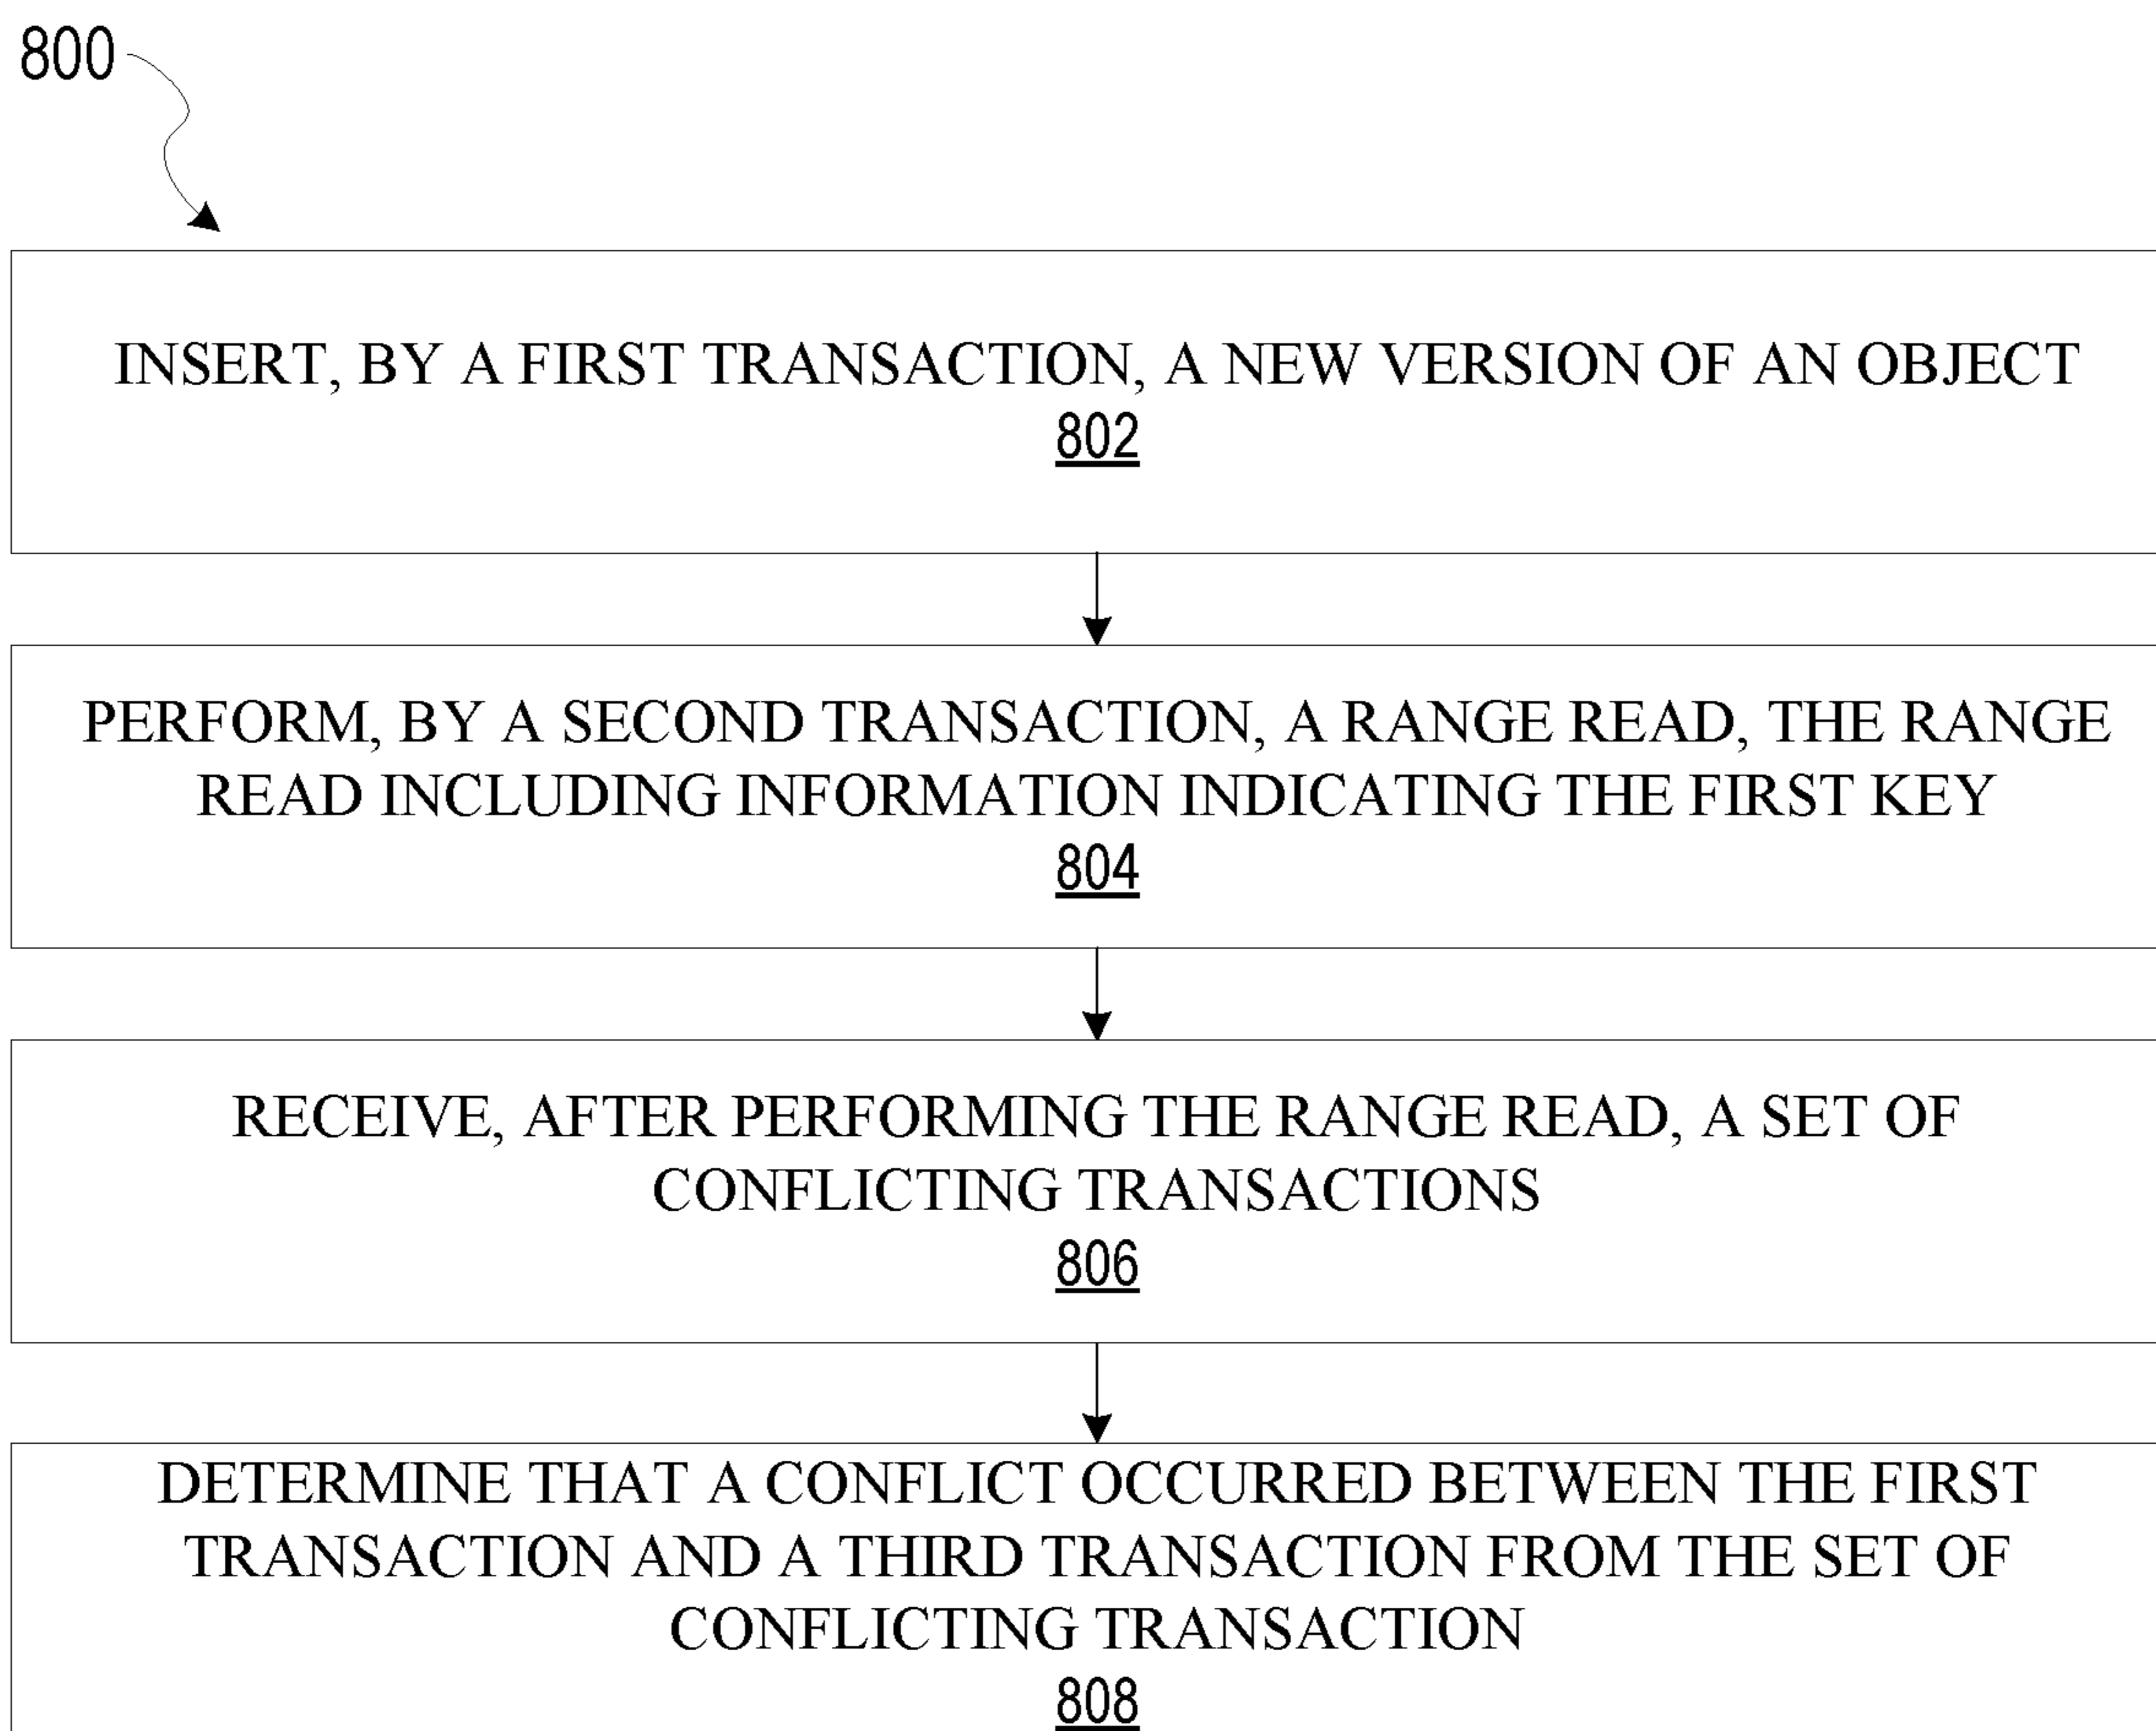 800
INSERT, BY A FIRST TRANSACTION, A NEW VERSION OF AN OBJECT
802
PERFORM, BY A SECOND TRANSACTION, A RANGE READ, THE RANGE
READ INCLUDING INFORMATION INDICATING THE FIRST KEY
804
RECEIVE, AFTER PERFORMING THE RANGE READ, A SET OF
CONFLICTING TRANSACTIONS
806
DETERMINE THAT A CONFLICT OCCURRED BETWEEN THE FIRST
TRANSACTION AND A THIRD TRANSACTION FROM THE SET OF
CONFLICTING TRANSACTION
808